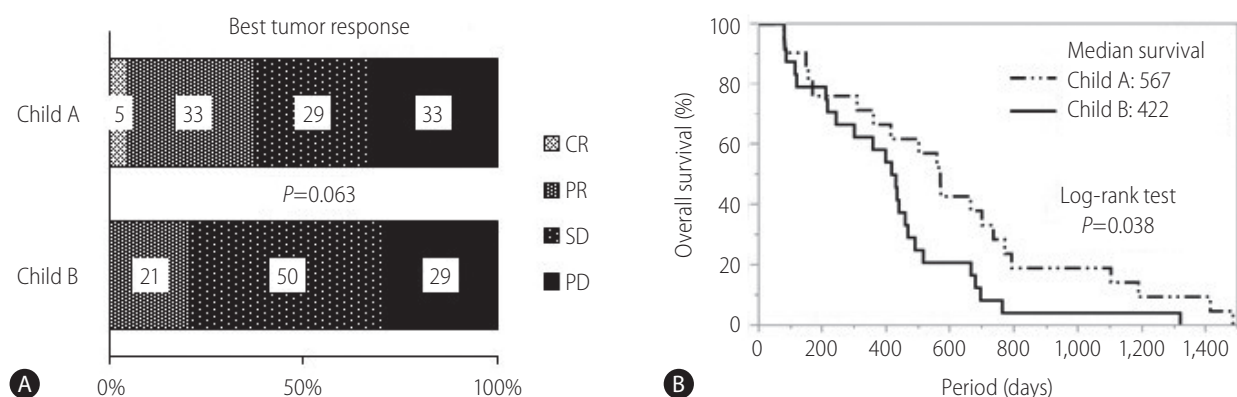 Best tumor response
Child A
5 33 29 33
P=0.063
Child B
21 50 29
0% 50% 100%
CR
PR
SD
PD
A
100
80
60
40
20
0
Overall survival (%)
Median survival
Child A: 567
Child B: 422
Log-rank test
P=0.038
0 200 400 600 800 1,000 1,200 1,400
Period (days)
B